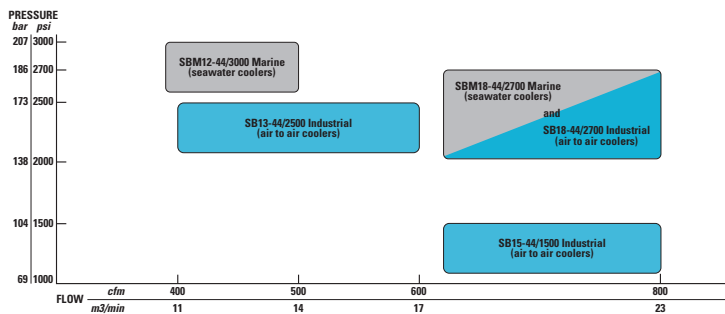 PRESSURE
bar psi
207 3000
SBM12-44/3000 Marine
(seawater coolers)
186 2700
SBM18-44/2700 Marine
(seawater coolers)
and
SB18-44/2700 Industrial
(air to air coolers)
173 2500
SB13-44/2500 Industrial
(air to air coolers)
138 2000
104 1500
SB15-44/1500 Industrial
(air to air coolers)
69 1000
FLOW
cfm 400 500 600 800
m3/min 11 14 17 23